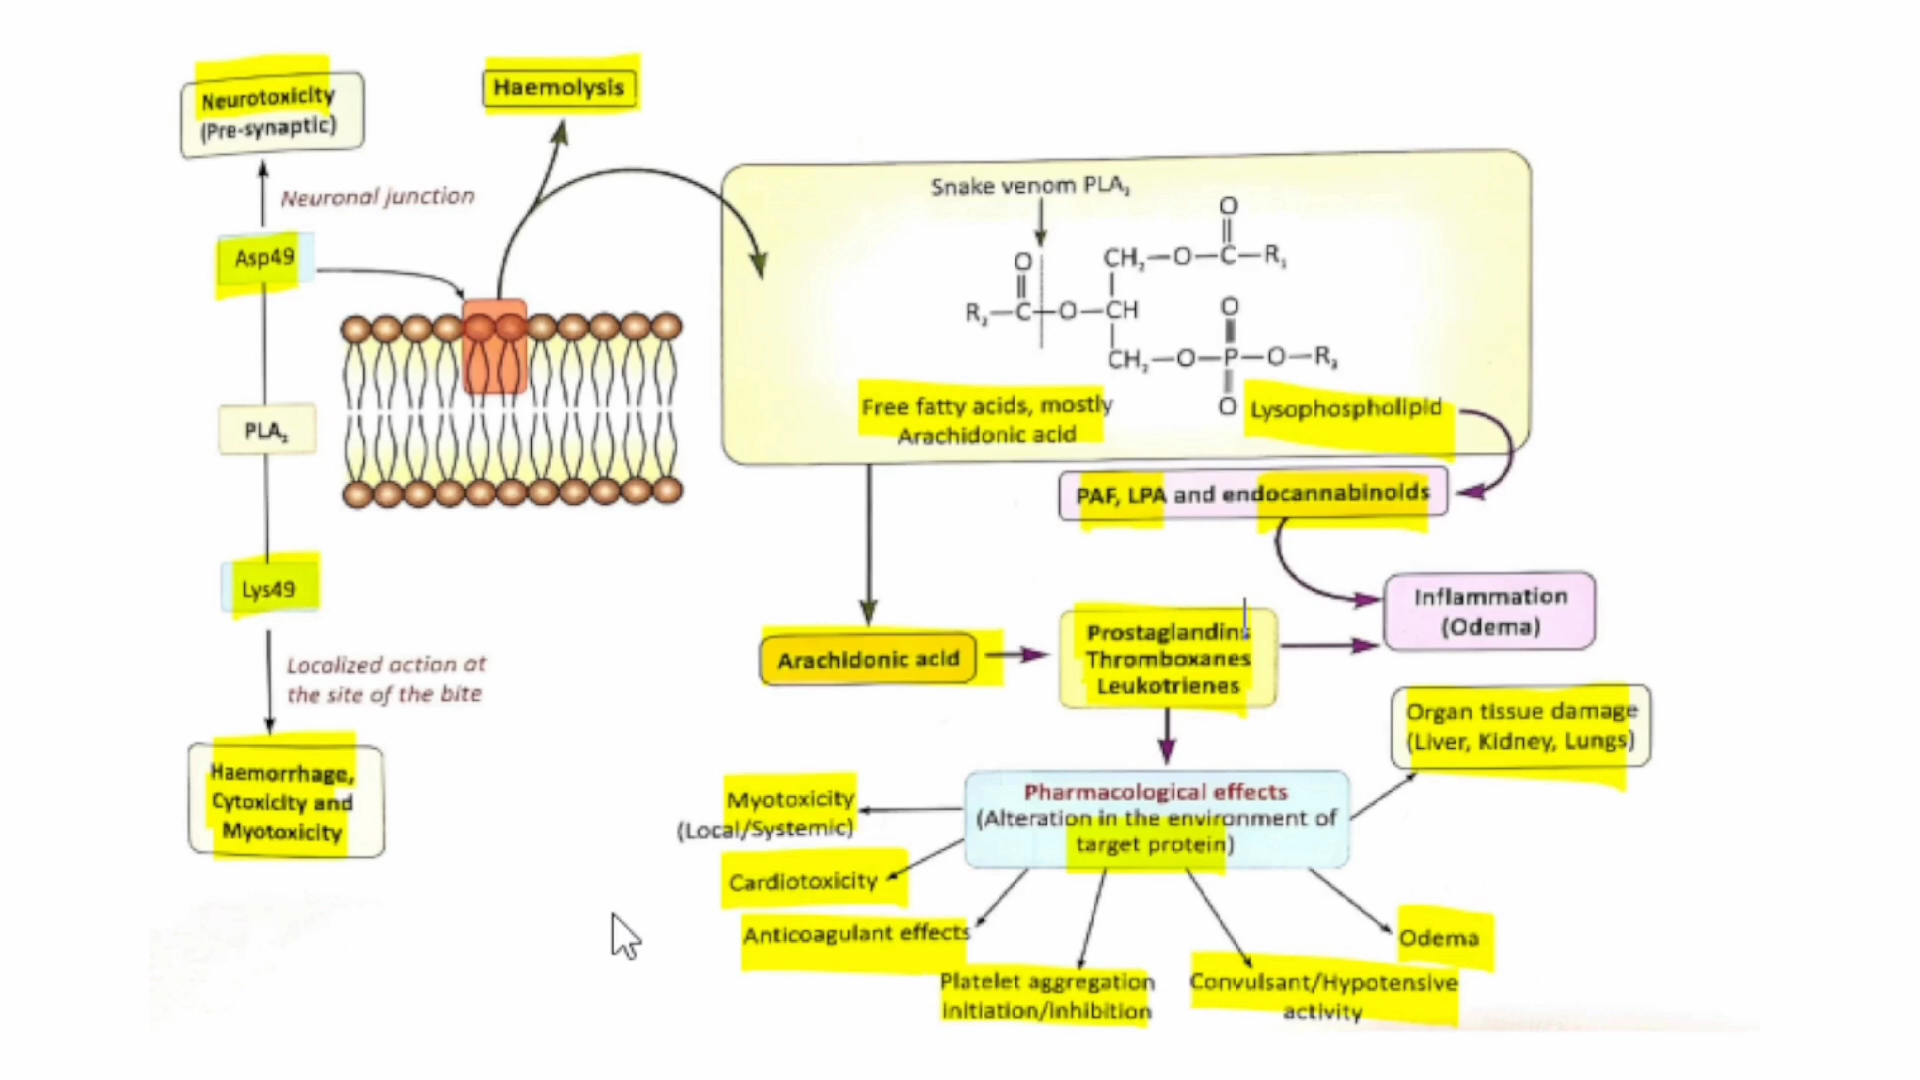 Neurotoxicity
(Pre-synaptic)
Haemolysis
Neuronal junction
Asp49
PLA₂
Lys49
Localized action at
the site of the bite
Haemorrhage,
Cytoxicity and
Myotoxicity
Snake venom PLA₂
O
CH₂—O—C—R₁
O
R₂—C—O—CH
O
CH₂—O—P—O—R₃
O
Free fatty acids, mostly
Arachidonic acid
Lysophospholipid
PAF, LPA and endocannabinoids
Inflammation
(Odema)
Arachidonic acid
Prostaglandins
Thromboxanes
Leukotrienes
Organ tissue damage
(Liver, Kidney, Lungs)
Pharmacological effects
(Alteration in the environment of
target protein)
Myotoxicity
(Local/Systemic)
Cardiotoxicity
Anticoagulant effects
Platelet aggregation
initiation/inhibition
Convulsant/Hypotensive
activity
Odema